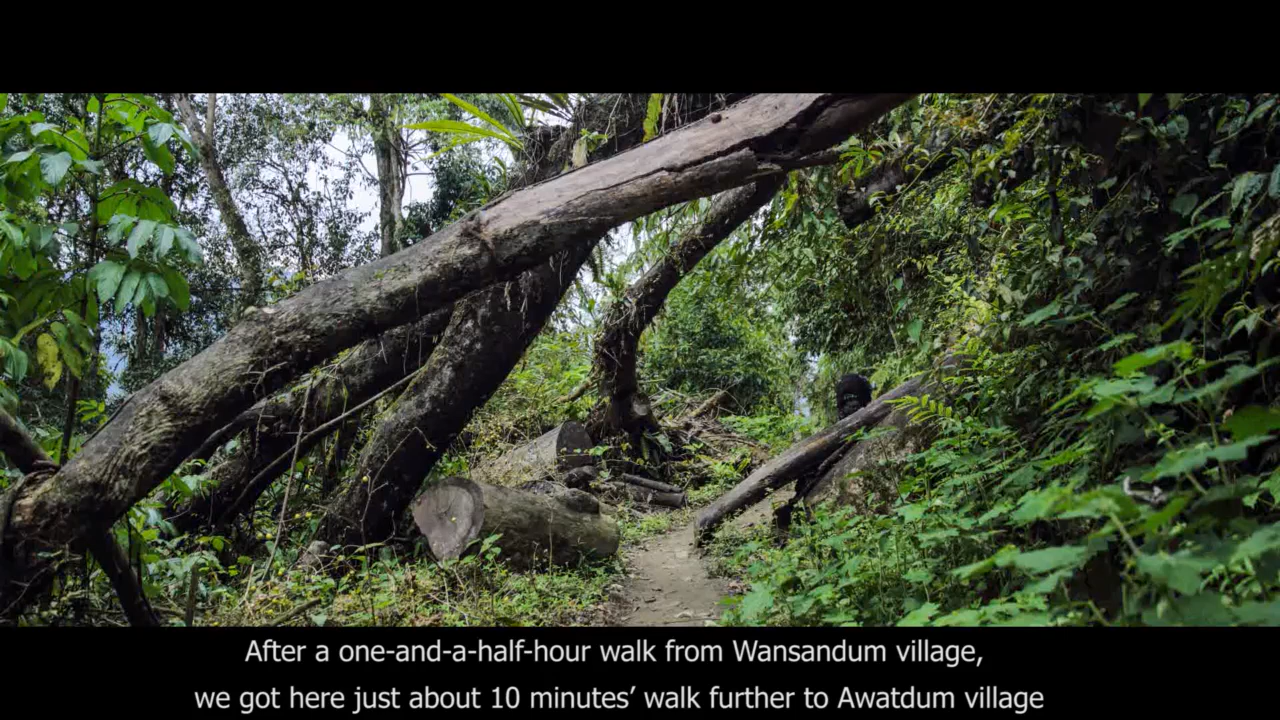 After a one-and-a-half-hour walk from Wansandum village,
we got here just about 10 minutes’ walk further to Awatdum village